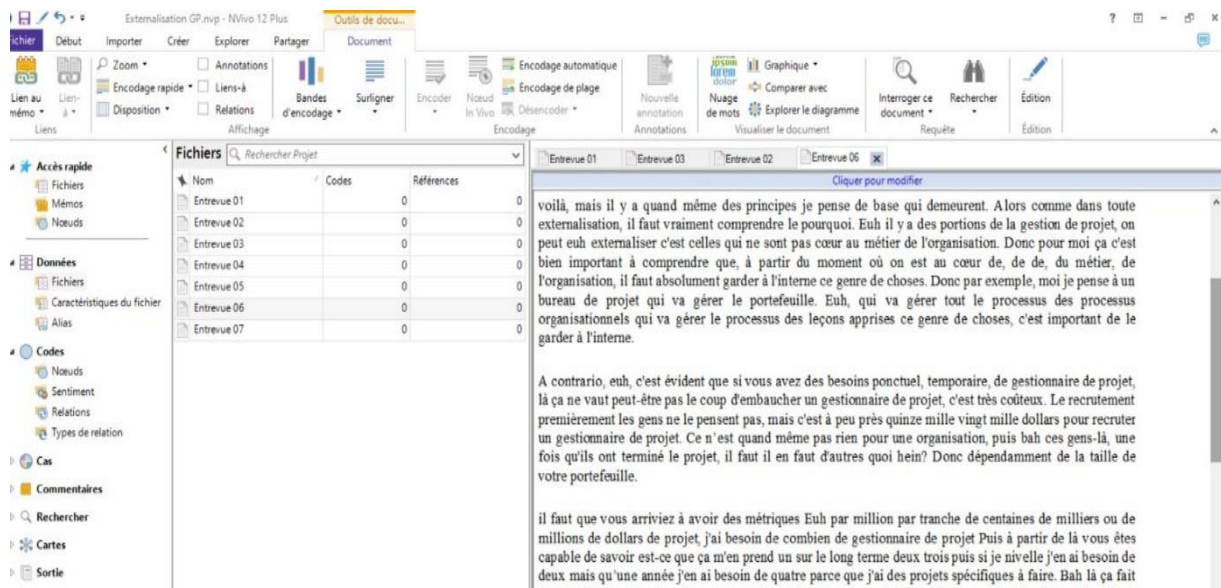 Externalisation GP.nvp - NVivo 12 Plus
Outils de docu...
?
ichier Début Importer Créer Explorer Partager Document
Lien au mémo
Lien-à
Liens
Zoom
Encodage rapide
Disposition
Annotations
Liens-à
Relations
Affichage
Bandes d'encodage
Surligner
Encoder
Nœud In Vivo
Encodage automatique
Encodage de plage
Désencoder
Encodage
Nouvelle annotation
Annotations
Nuage de mots
Graphique
Comparer avec
Explorer le diagramme
Visualiser le document
Interroger ce document
Rechercher
Requête
Édition
Édition
Accès rapide
Fichiers
Mémos
Nœuds
Données
Fichiers
Caractéristiques du fichier
Alias
Codes
Nœuds
Sentiment
Relations
Types de relation
Cas
Commentaires
Rechercher
Cartes
Sortie
Fichiers Rechercher Projet
Nom Codes Références
Entrevue 01 0 0
Entrevue 02 0 0
Entrevue 03 0 0
Entrevue 04 0 0
Entrevue 05 0 0
Entrevue 06 0 0
Entrevue 07 0 0
Entrevue 01 Entrevue 03 Entrevue 02 Entrevue 06
Cliquer pour modifier
voilà, mais il y a quand même des principes je pense de base qui demeurent. Alors comme dans toute
externalisation, il faut vraiment comprendre le pourquoi. Euh il y a des portions de la gestion de projet, on
peut euh externaliser c'est celles qui ne sont pas cœur au métier de l'organisation. Donc pour moi ça c'est
bien important à comprendre que, à partir du moment où on est au cœur de, de de, du métier, de
l'organisation, il faut absolument garder à l'interne ce genre de choses. Donc par exemple, moi je pense à un
bureau de projet qui va gérer le portefeuille. Euh, qui va gérer tout le processus des processus
organisationnels qui va gérer le processus des leçons apprises ce genre de choses, c'est important de le
garder à l'interne.
A contrario, euh, c'est évident que si vous avez des besoins ponctuel, temporaire, de gestionnaire de projet,
là ça ne vaut peut-être pas le coup d'embaucher un gestionnaire de projet, c'est très coûteux. Le recrutement
premièrement les gens ne le pensent pas, mais c'est à peu près quinze mille vingt mille dollars pour recruter
un gestionnaire de projet. Ce n'est quand même pas rien pour une organisation, puis bah ces gens-là, une
fois qu'ils ont terminé le projet, il faut il en faut d'autres quoi hein? Donc dépendamment de la taille de
votre portefeuille.
il faut que vous arriviez à avoir des métriques Euh par million par tranche de centaines de milliers ou de
millions de dollars de projet, j'ai besoin de combien de gestionnaire de projet Puis à partir de là vous êtes
capable de savoir est-ce que ça m'en prend un sur le long terme deux trois puis si je nivelle j'en ai besoin de
deux mais qu'une année j'en ai besoin de quatre parce que j'ai des projets spécifiques à faire. Bah là ça fait